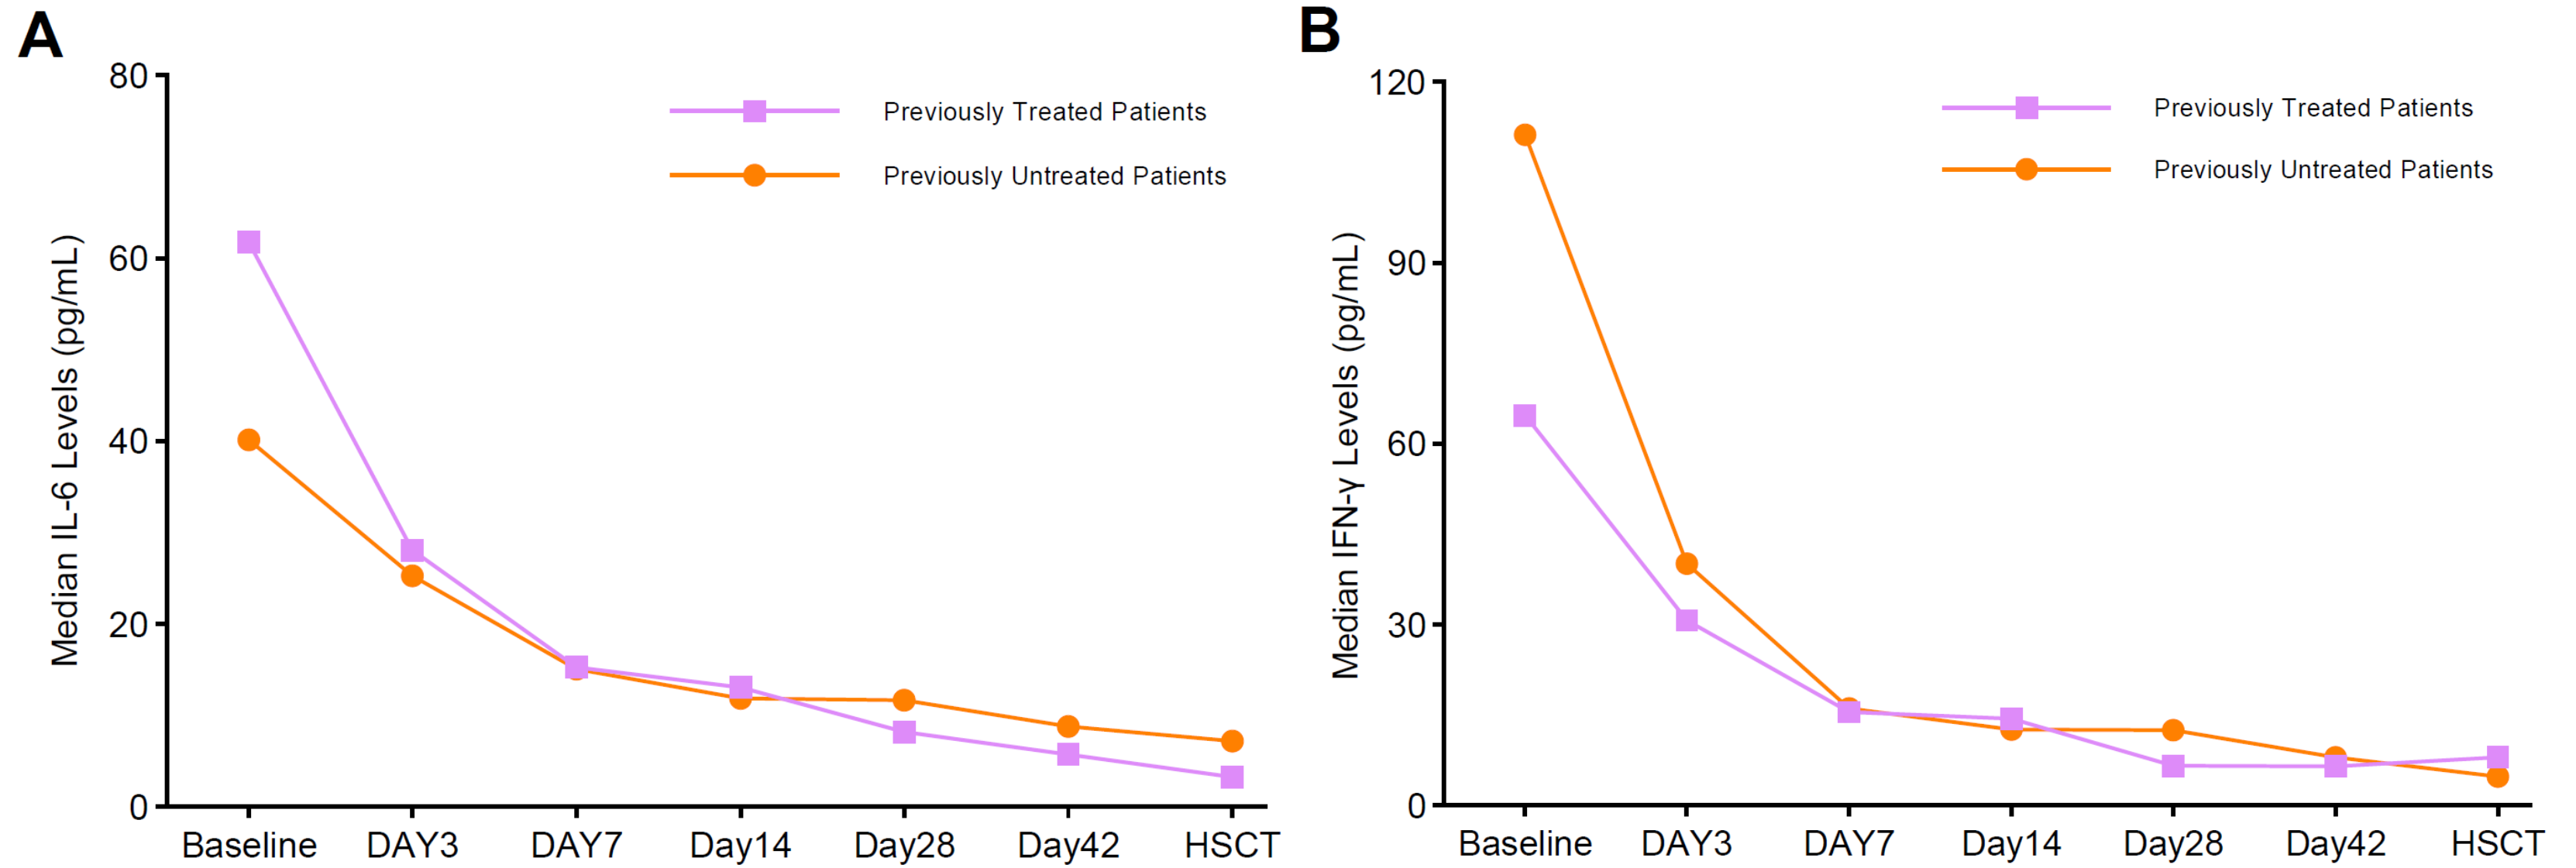 A
80
60
40
20
0
Median IL-6 Levels (pg/mL)
Previously Treated Patients
Previously Untreated Patients
Baseline DAY3 DAY7 Day14 Day28 Day42 HSCT
B
120
90
60
30
0
Median IFN-γ Levels (pg/mL)
Previously Treated Patients
Previously Untreated Patients
Baseline DAY3 DAY7 Day14 Day28 Day42 HSCT